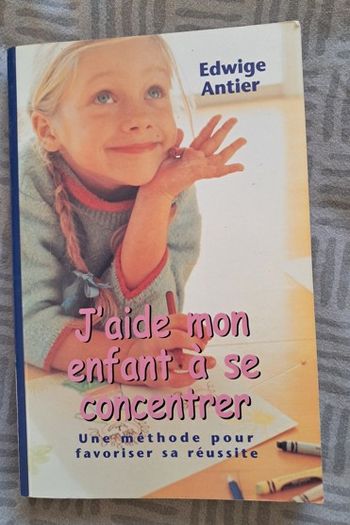 Edwige
Antier
J'aide mon
enfant à se
concentrer
Une méthode pour
favoriser sa réussite